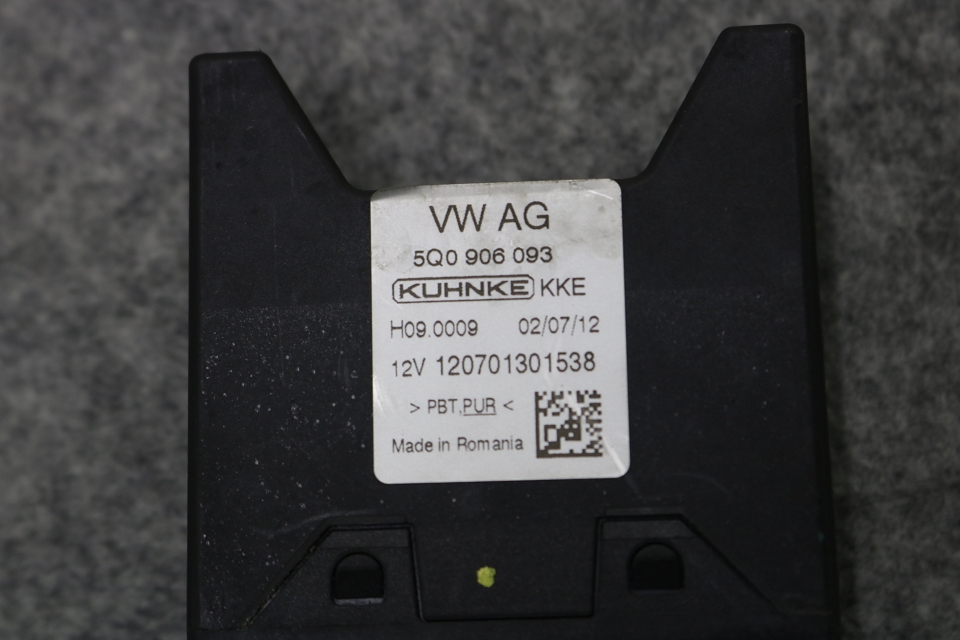 VW AG
5Q0 906 093
KUHNKE KKE
H09.0009 02/07/12
12V 120701301538
> PBT,PUR <
Made in Romania